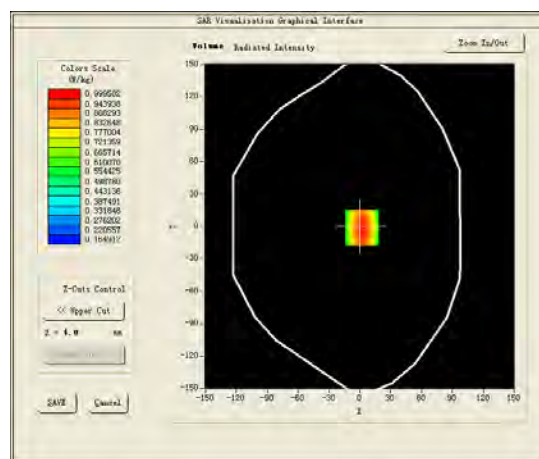 SAR Visualisation Graphical Interface
Volume Radiated Intensity
Zoom In/Out
Colors Scale
(W/kg)
0.999582
0.943938
0.888293
0.832648
0.777004
0.721359
0.665714
0.610070
0.554425
0.498780
0.443136
0.387491
0.331846
0.276202
0.220557
0.164912
Z-Cuts Control
<< Upper Cut
Z = 4.0 mm
SAVE Cancel
150
120
90
60
30
0
-30
-60
-90
-120
-150
-150 -120 -90 -60 -30 0 30 60 90 120 150
X